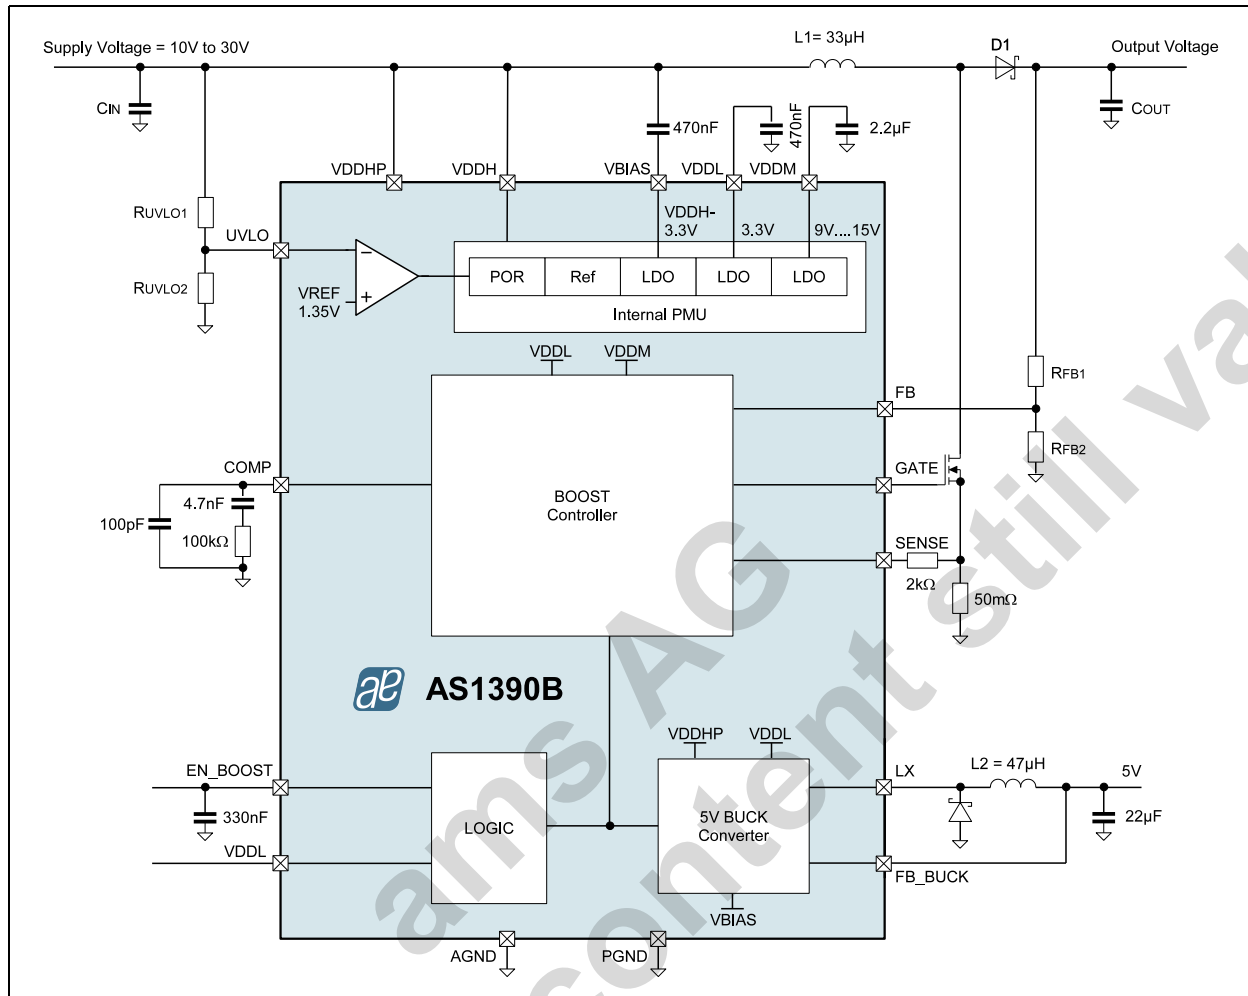 Supply Voltage = 10V to 30V
L1= 33µH
D1
Output Voltage
CIN
470nF
470nF
2.2µF
COUT
VDDHP
VDDH
VBIAS
VDDL
VDDM
RUVLO1
UVLO
RUVLO2
VREF
1.35V
VDDH-
3.3V
3.3V
9V....15V
POR
Ref
LDO
LDO
LDO
Internal PMU
VDDL
VDDM
RFB1
FB
RFB2
COMP
GATE
4.7nF
100pF
100kΩ
BOOST
Controller
SENSE
2kΩ
50mΩ
ae AS1390B
VDDHP
VDDL
EN_BOOST
LX
L2 = 47µH
5V
330nF
LOGIC
5V BUCK
Converter
22µF
VDDL
FB_BUCK
VBIAS
AGND
PGND
ams AG
content still val